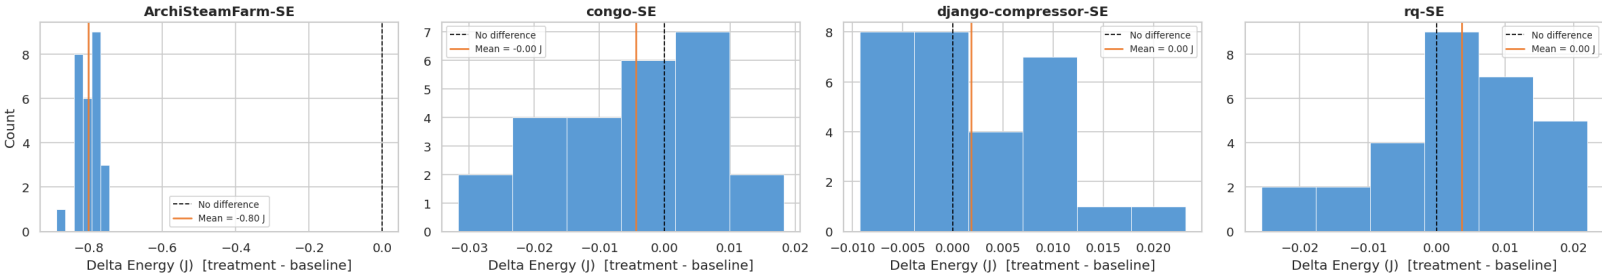 ArchiSteamFarm-SE
Count
8
6
4
2
0
No difference
Mean = -0.80 J
−0.8
−0.6
−0.4
−0.2
0.0
Delta Energy (J)  [treatment - baseline]
congo-SE
7
6
5
4
3
2
1
0
No difference
Mean = -0.00 J
−0.03
−0.02
−0.01
0.00
0.01
0.02
Delta Energy (J)  [treatment - baseline]
django-compressor-SE
8
6
4
2
0
No difference
Mean = 0.00 J
−0.010
−0.005
0.000
0.005
0.010
0.015
0.020
Delta Energy (J)  [treatment - baseline]
rq-SE
8
6
4
2
0
No difference
Mean = 0.00 J
−0.02
−0.01
0.00
0.01
0.02
Delta Energy (J)  [treatment - baseline]